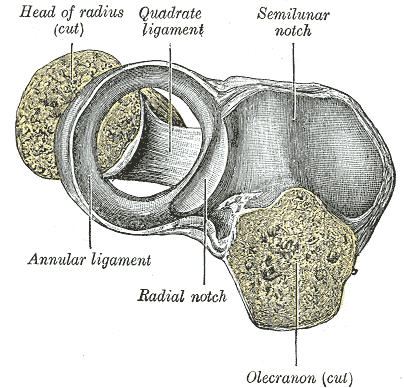 Head of radius
(cut)
Quadrate
ligament
Semilunar
notch
Annular ligament
Radial notch
Olecranon (cut)